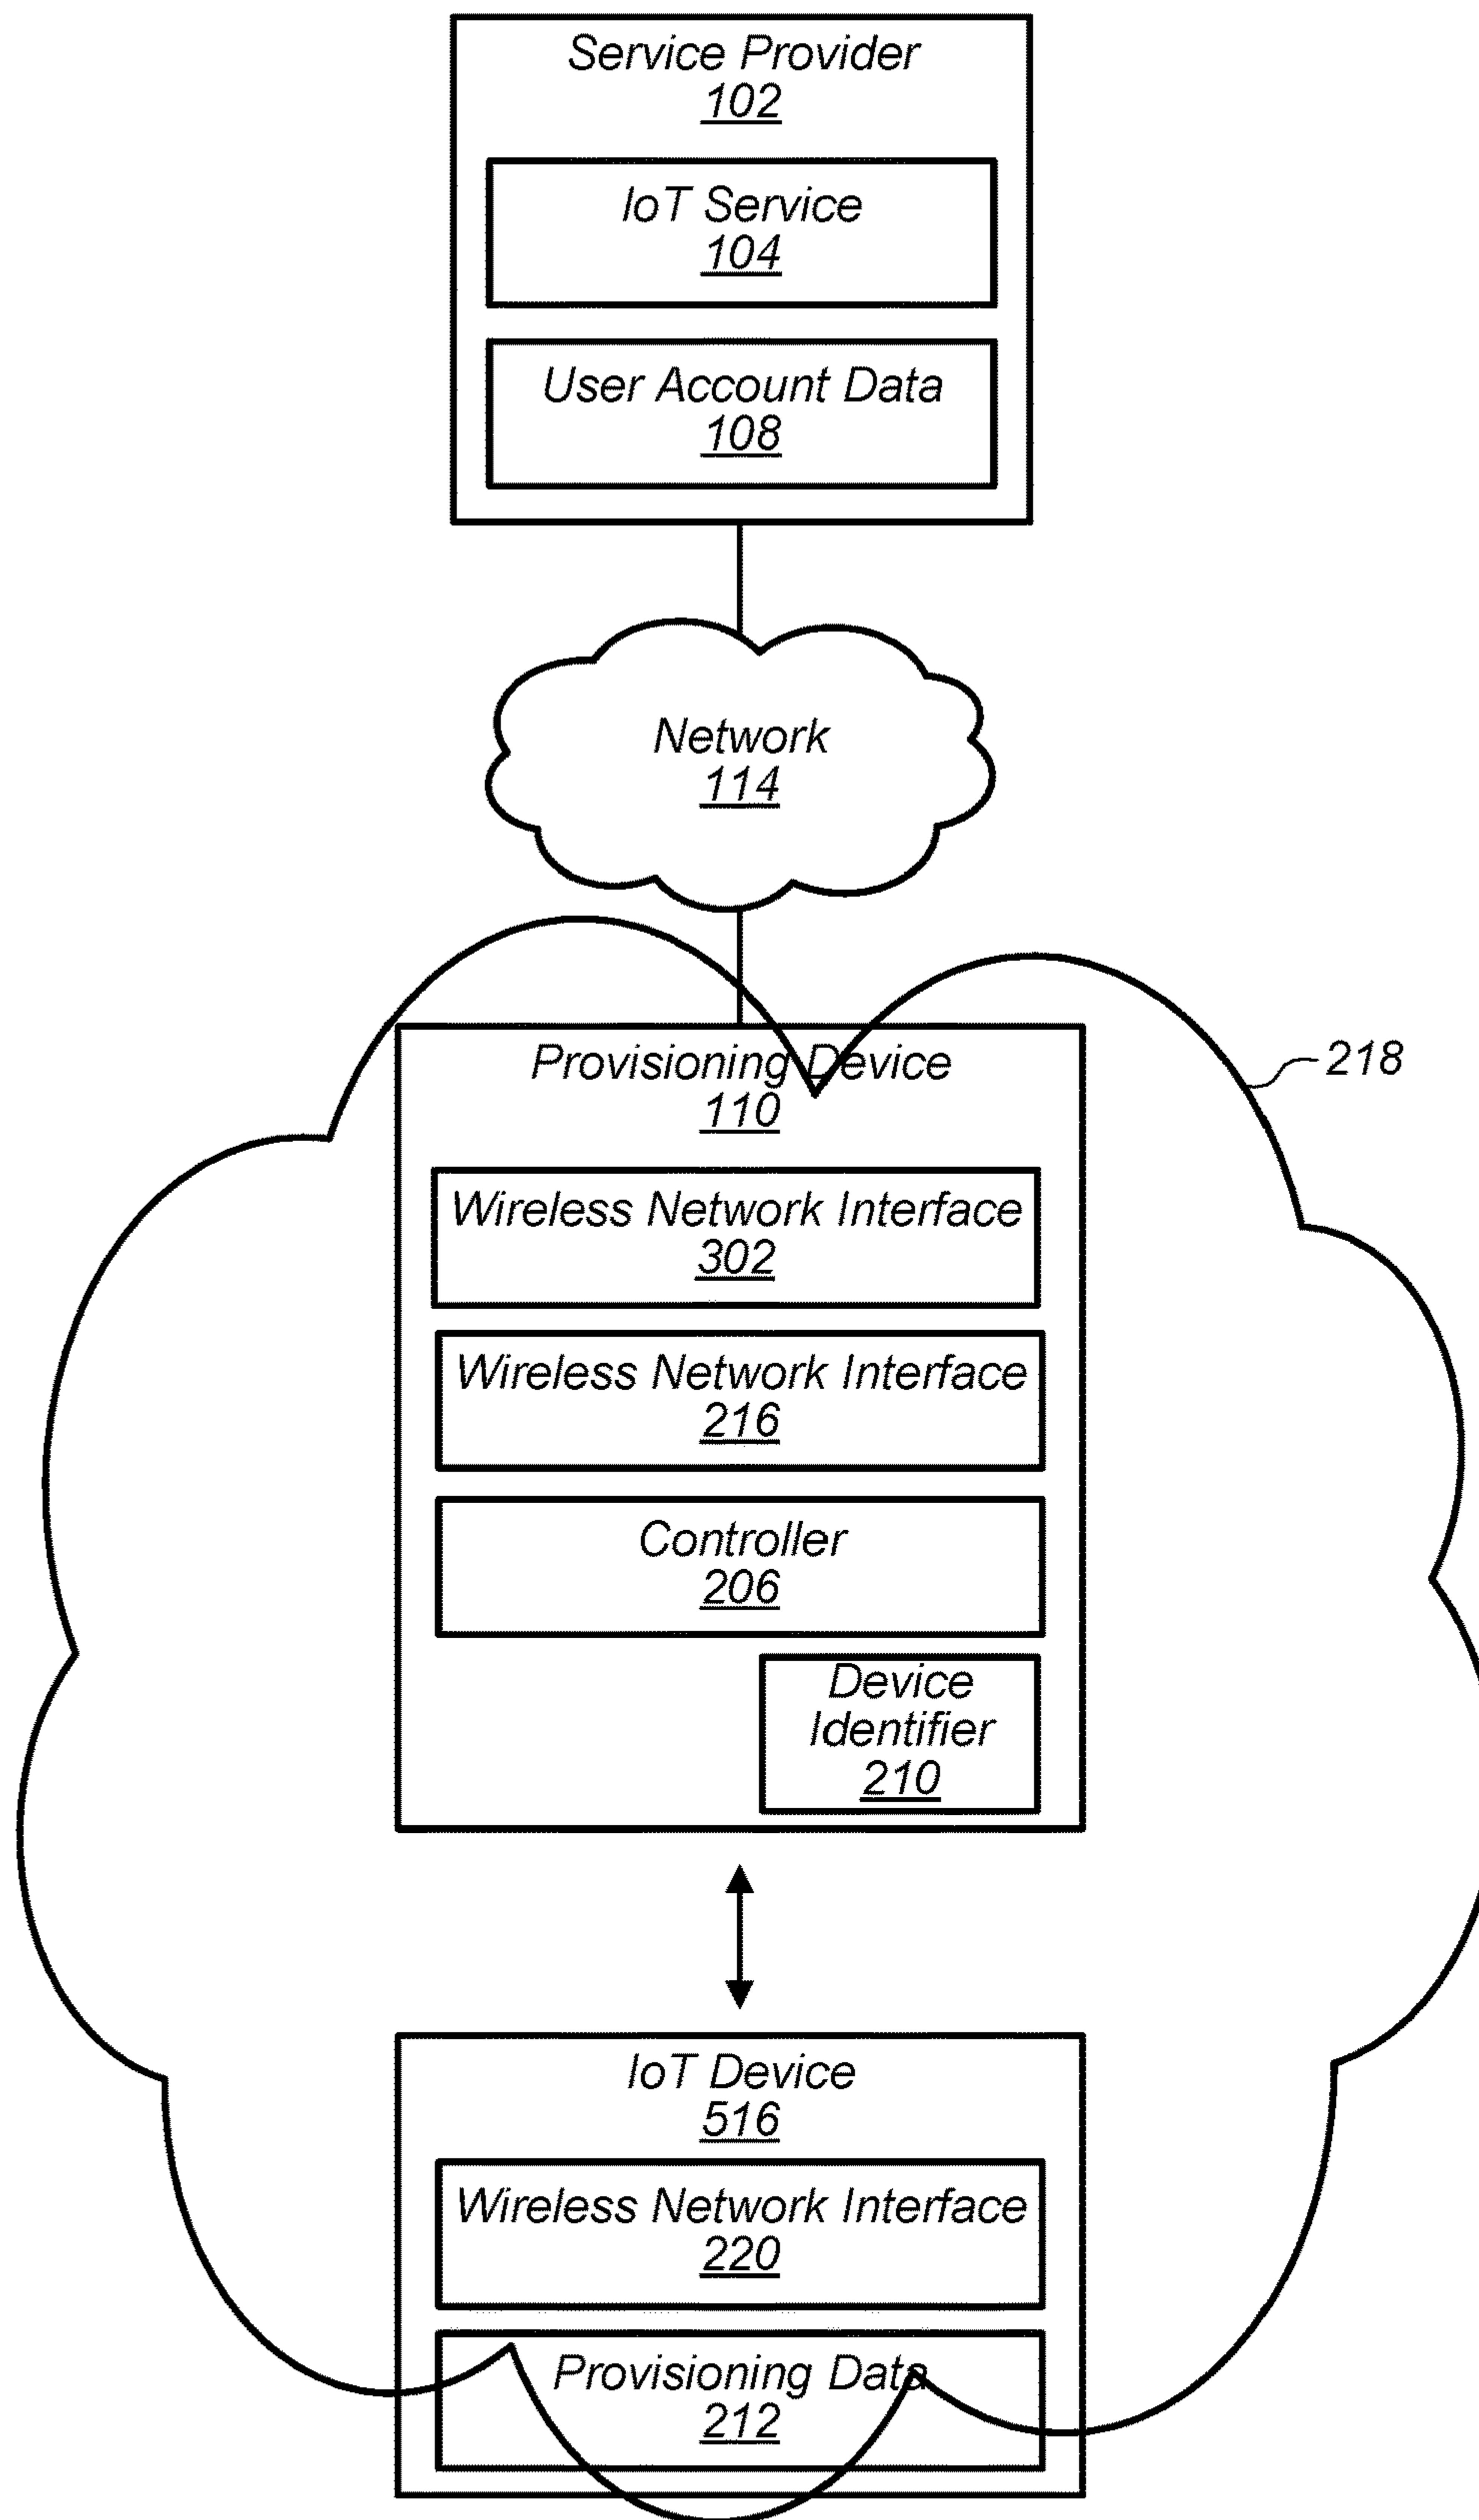 Service Provider
102
IoT Service
104
User Account Data
108
Network
114
218
Provisioning Device
110
Wireless Network Interface
302
Wireless Network Interface
216
Controller
206
Device
Identifier
210
IoT Device
516
Wireless Network Interface
220
Provisioning Data
212